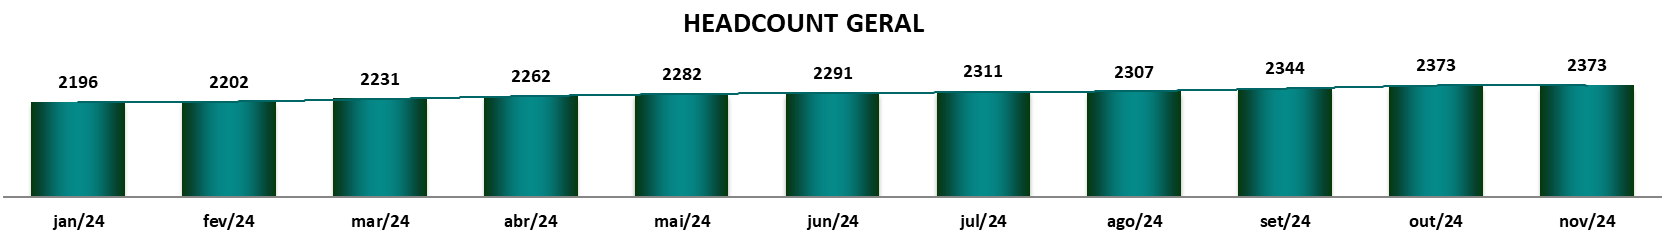 HEADCOUNT GERAL
2196 2202 2231 2262 2282 2291 2311 2307 2344 2373 2373
jan/24 fev/24 mar/24 abr/24 mai/24 jun/24 jul/24 ago/24 set/24 out/24 nov/24